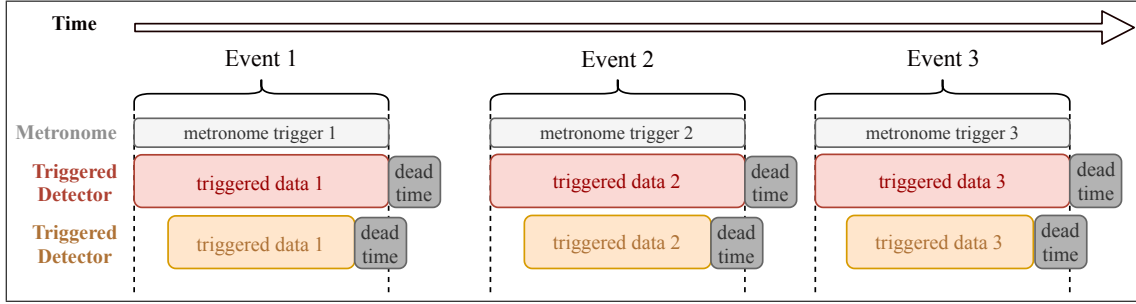 Time
Event 1
Event 2
Event 3
Metronome
metronome trigger 1
metronome trigger 2
metronome trigger 3
Triggered
Detector
triggered data 1
dead
time
triggered data 2
dead
time
triggered data 3
dead
time
Triggered
Detector
triggered data 1
dead
time
triggered data 2
dead
time
triggered data 3
dead
time